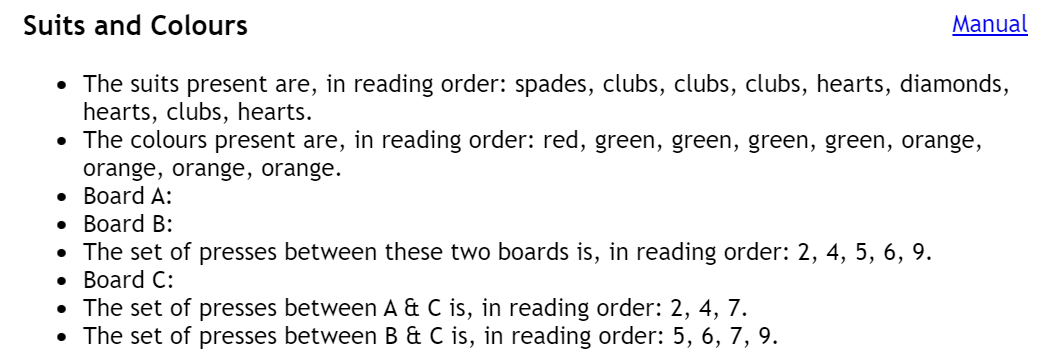 Suits and Colours
Manual
• The suits present are, in reading order: spades, clubs, clubs, clubs, hearts, diamonds,
hearts, clubs, hearts.
• The colours present are, in reading order: red, green, green, green, green, orange,
orange, orange, orange.
• Board A:
• Board B:
• The set of presses between these two boards is, in reading order: 2, 4, 5, 6, 9.
• Board C:
• The set of presses between A & C is, in reading order: 2, 4, 7.
• The set of presses between B & C is, in reading order: 5, 6, 7, 9.